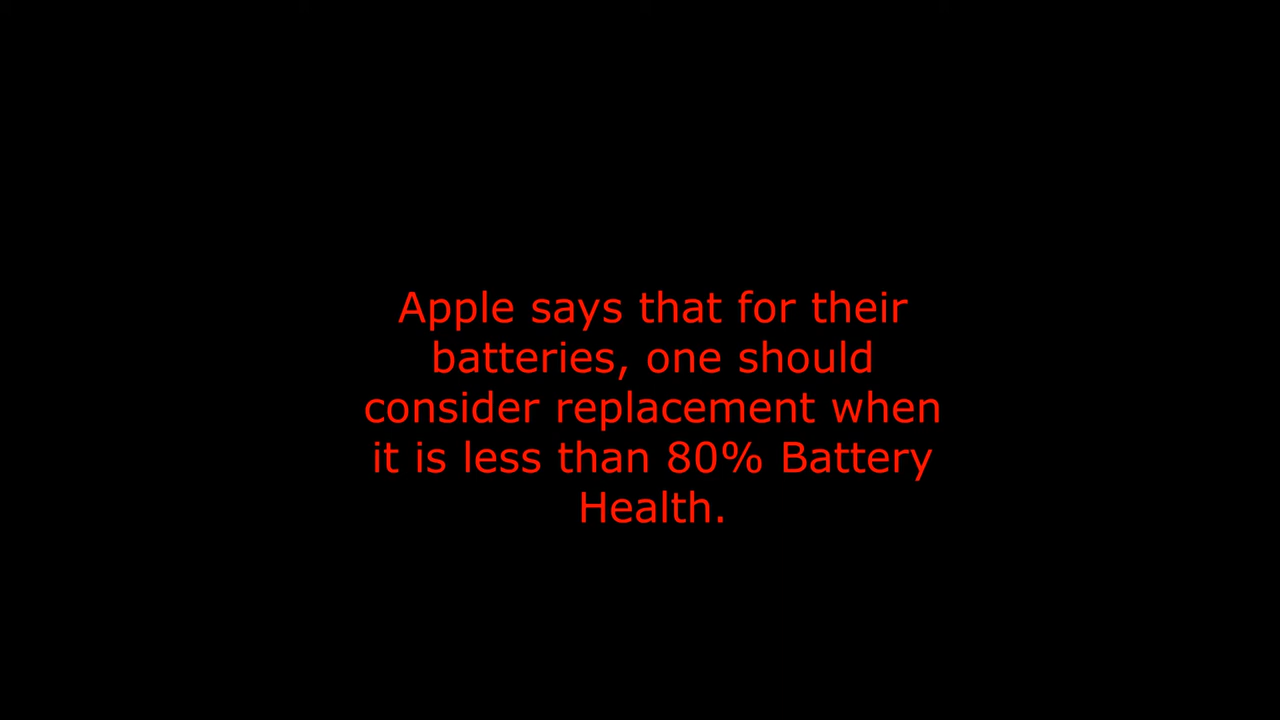 Apple says that for their
batteries, one should
consider replacement when
it is less than 80% Battery
Health.